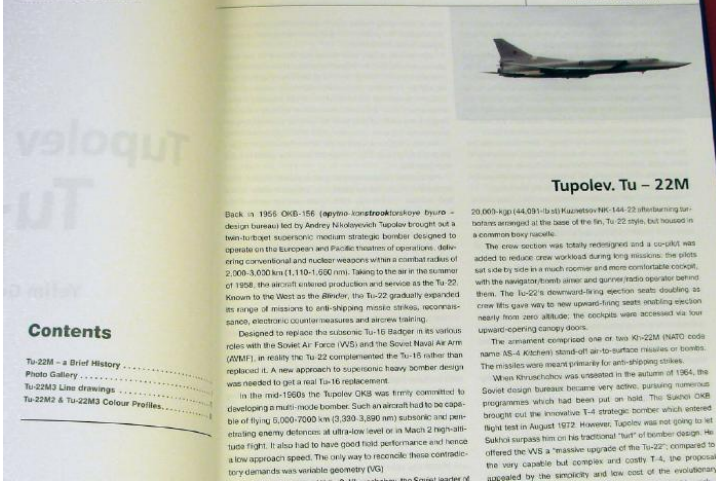 Contents
Tu-22M – a Brief History
Photo Gallery
Tu-22M3 Line drawings
Tu-22M2 & Tu-22M3 Colour Profiles
Back in 1956 OKB-156 (opytno-konstrooktorskoye byuro –
design bureau) led by Andrey Nikolayevich Tupolev brought out a
twin-turbojet supersonic medium strategic bomber designed to
operate on the European and Pacific theatres of operations, deliv-
ering conventional and nuclear weapons within a combat radius of
2,000-3,000 km (1,110-1,660 nm). Taking to the air in the summer
of 1958, the aircraft entered production and service as the Tu-22.
Known to the West as the Blinder, the Tu-22 gradually expanded
its range of missions to anti-shipping missile strikes, reconnais-
sance, electronic countermeasures and aircrew training.
Designed to replace the subsonic Tu-16 Badger in its various
roles with the Soviet Air Force (VVS) and the Soviet Naval Air Arm
(AVMF), in reality the Tu-22 complemented the Tu-16 rather than
replaced it. A new approach to supersonic heavy bomber design
was needed to get a real Tu-16 replacement.
In the mid-1960s the Tupolev OKB was firmly committed to
developing a multi-mode bomber. Such an aircraft had to be capa-
ble of flying 6,000-7000 km (3,330-3,890 nm) subsonic and pen-
etrating enemy defences at ultra-low level or in Mach 2 high-alti-
tude flight. It also had to have good field performance and hence
a low approach speed. The only way to reconcile these contradic-
tory demands was variable geometry (VG)
the Soviet leader of
Tupolev. Tu – 22M
20,000-kgp (44,091-lb st) Kuznetsov NK-144-22 afterburning tur-
bofans arranged at the base of the fin, Tu-22 style, but housed in
a common boxy nacelle.
The crew section was totally redesigned and a co-pilot was
added to reduce crew workload during long missions; the pilots
sat side by side in a much roomier and more comfortable cockpit,
with the navigator/bomb aimer and gunner/radio operator behind
them. The Tu-22's downward-firing ejection seats doubling as
crew lifts gave way to new upward-firing seats enabling ejection
nearly from zero altitude; the cockpits were accessed via four
upward-opening canopy doors.
The armament comprised one or two Kh-22M (NATO code
name AS-4 Kitchen) stand-off air-to-surface missiles or bombs.
The missiles were meant primarily for anti-shipping strikes.
When Khruschchov was unseated in the autumn of 1964, the
Soviet design bureaux became very active, pursuing numerous
programmes which had been put on hold. The Sukhoi OKB
brought out the innovative T-4 strategic bomber which entered
flight test in August 1972. However, Tupolev was not going to let
Sukhoi surpass him on his traditional "turf" of bomber design. He
offered the VVS a "massive upgrade of the Tu-22"; compared to
the very capable but complex and costly T-4, the proposal
appealed by the simplicity and low cost of the evolutionary